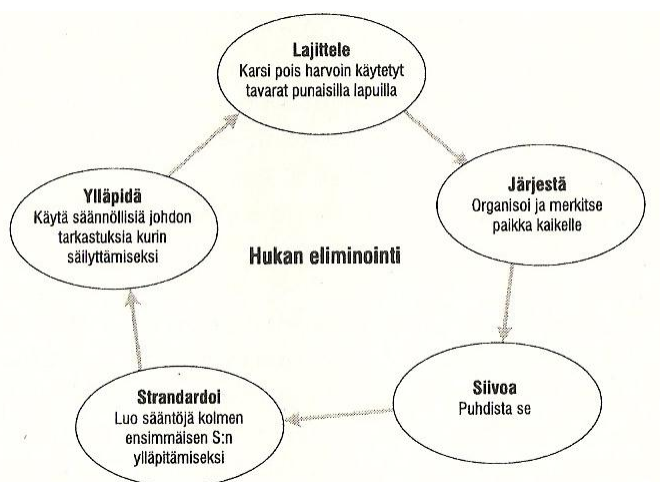 Lajittele
Karsi pois harvoin käytetyt
tavarat punaisilla lapuilla
Järjestä
Organisoi ja merkitse
paikka kaikelle
Siivoa
Puhdista se
Strandardoi
Luo sääntöjä kolmen
ensimmäisen S:n
ylläpitämiseksi
Ylläpidä
Käytä säännöllisiä johdon
tarkastuksia kurin
säilyttämiseksi
Hukan eliminointi